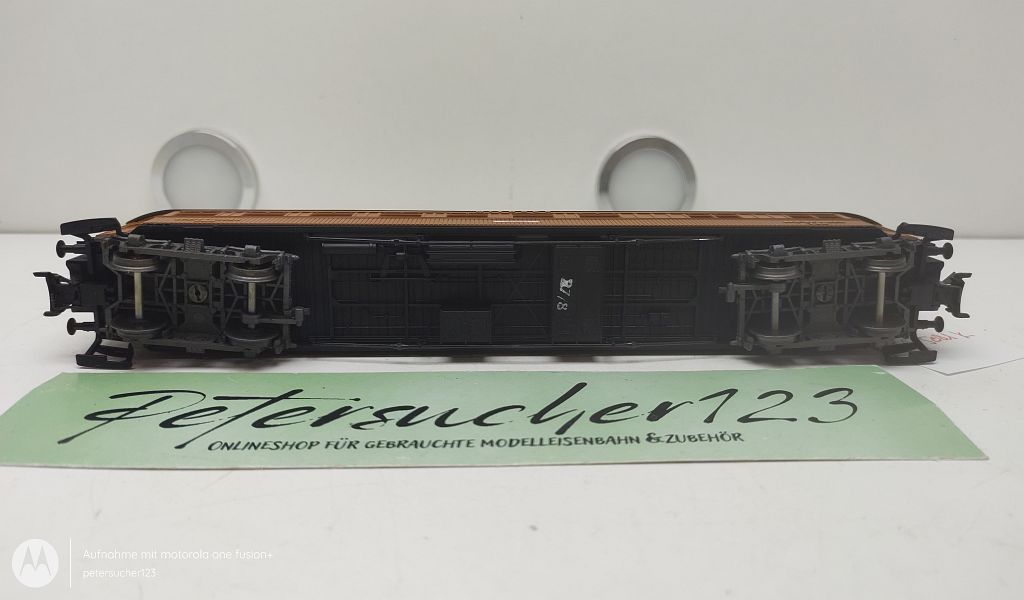 Petersucher123
ONLINESHOP FÜR GEBRAUCHTE MODELLEISENBAHN & ZUBEHÖR
Aufnahme mit motorola one fusion+
petersucher123